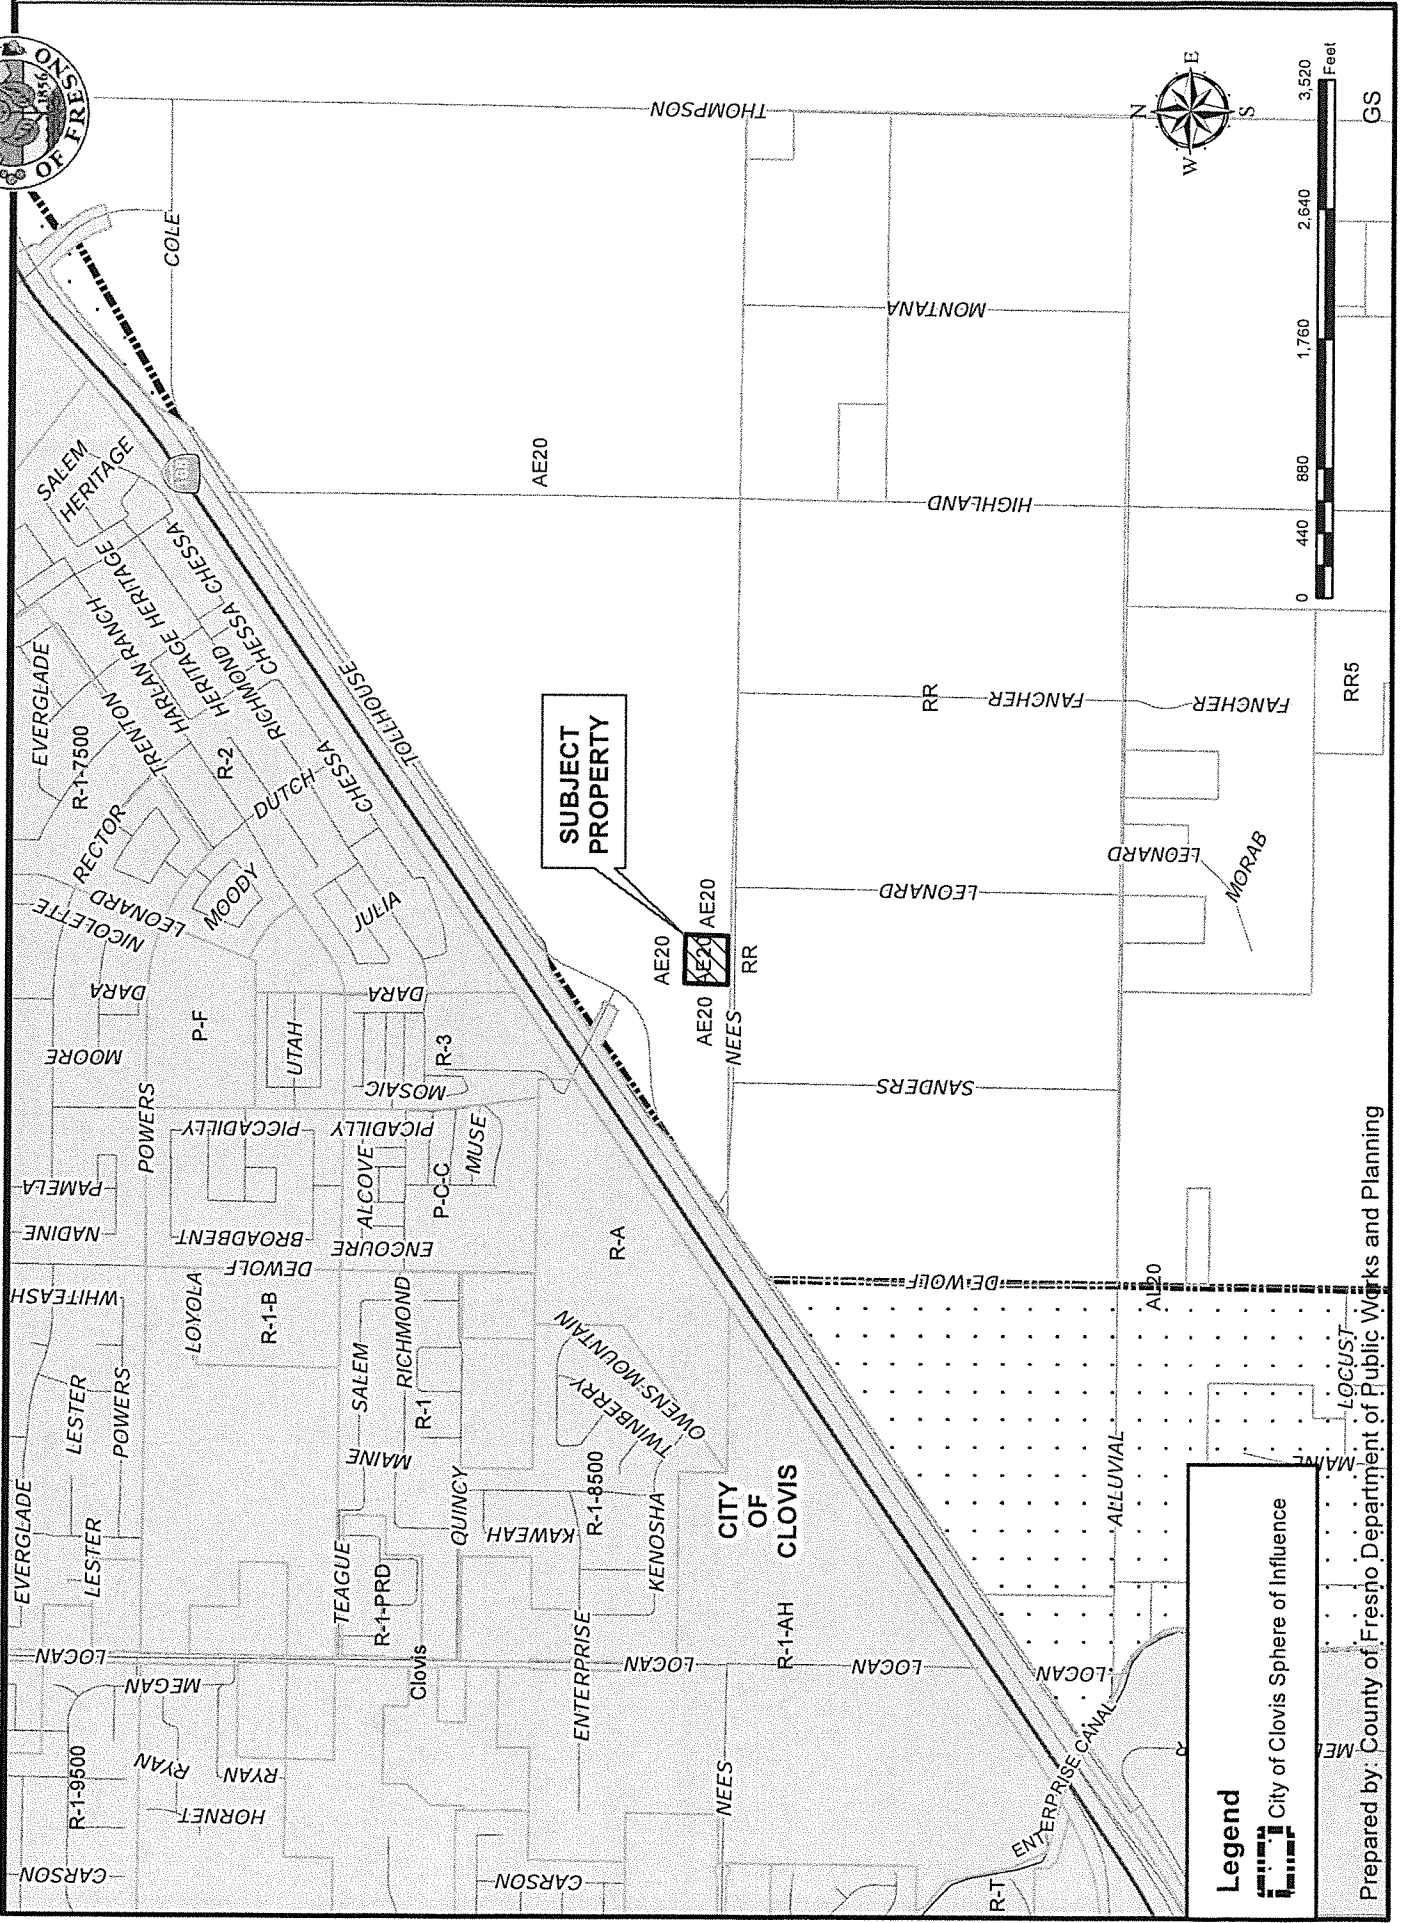 OF FRESNO
1856
EVERGLADE
R-1-7500
SALEM
HERITAGE
HERITAGE
HERITAGE
HERITAGE
HARLAN RANCH
TRENTON
R-2
RICHMOND
CHESSA
CHESSA
CHESSA
CHESSA
DUTCH
RECTOR
MOODY
JULIA
LEONARD
NICOLETTE
DARA
DARA
P-F
UTAH
MOORE
MOSAIC
R-3
POWERS
PICCADILLY
PICADILLY
PICADILLY
ALCOVE
MUSE
P-C-C
PAMELA
NADINE
BROADBENT
ENCOURE
DEWOLF
WHITEASH
LOYOLA
R-1-B
SALEM
RICHMOND
R-1
R-A
LESTER
POWERS
MAINE
OWENS MOUNTAIN
TWINBERRY
EVERGLADE
LESTER
TEAGUE
R-1-PRD
QUINCY
KAWEAH
R-1-8500
KENOSHA
ENTERPRISE
CITY
OF
CLOVIS
R-1-AH
LOCAN
LOCAN
LOCAN
LOCAN
Clovis
MEGAN
RYAN
RYAN
HORNET
R-1-9500
CARSON
CARSON
NEES
ENTERPRISE CANAL
R-T
TOLLHOUSE
COLE
THOMPSON
AE20
MONTANA
HIGHLAND
SUBJECT
PROPERTY
AE20
AE20
AE20
AE20
RR
NEES
RR
FANCHER
FANCHER
FANCHER
LEONARD
LEONARD
MORAB
RR5
SANDERS
DE WOLF
AL20
ALLUVIAL
LOCUST
MAINE
N
E
S
W
0 440 880 1,760 2,640 3,520
Feet
GS
Legend
City of Clovis Sphere of Influence
Prepared by: County of Fresno Department of Public Works and Planning